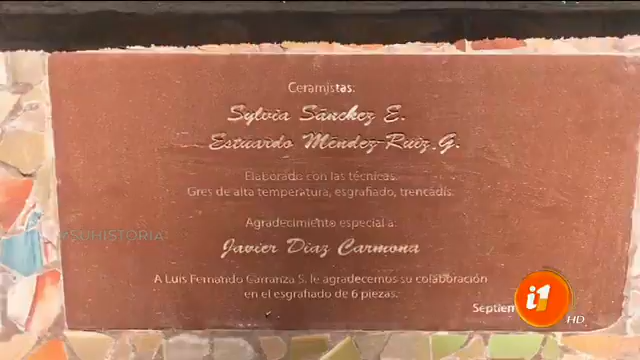 Ceramistas:
Sylvia Sánchez E.
Estuardo Méndez Ruiz G.
Elaborado con las técnicas:
Gres de alta temperatura, esgrafiado, trencadís.
Agradecimiento especial a:
#SUHISTORIA
Javier Díaz Carmona
A Luis Fernando Carranza S. le agradecemos su colaboración
en el esgrafiado de 6 piezas.
i1
HD